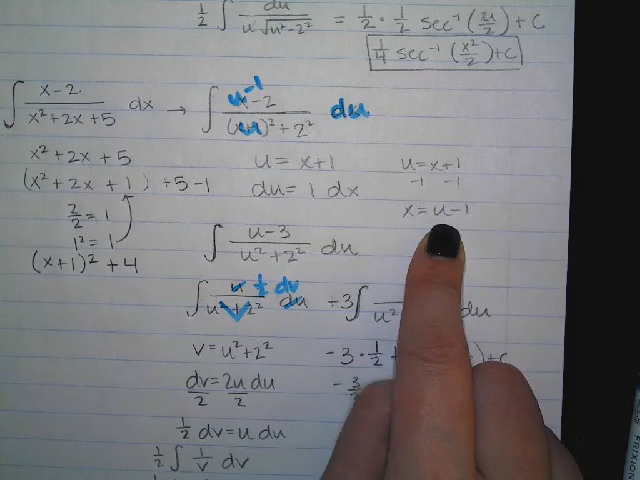 1/2 ∫ du / u√(u²-2²) = 1/2 · 1/2 sec⁻¹ (2u/2) + C
1/4 sec⁻¹ (x²/2) + C
∫ x-2 / x²+2x+5 dx → ∫ u-1 -2 / (u)²+2² du
x²+2x+5
(x²+2x+1) +5-1
2/2 = 1
1² = 1
(x+1)² +4
u = x+1
du = 1 dx
u = x+1
-1 -1
x = u-1
∫ u-3 / u²+2² du
∫ u 1/2 dv / u²+2² du -3∫ / u² du
v = u²+2²
dv/2 = 2u du/2
1/2 dv = u du
1/2 ∫ 1/v dv
-3 · 1/2 ) + C